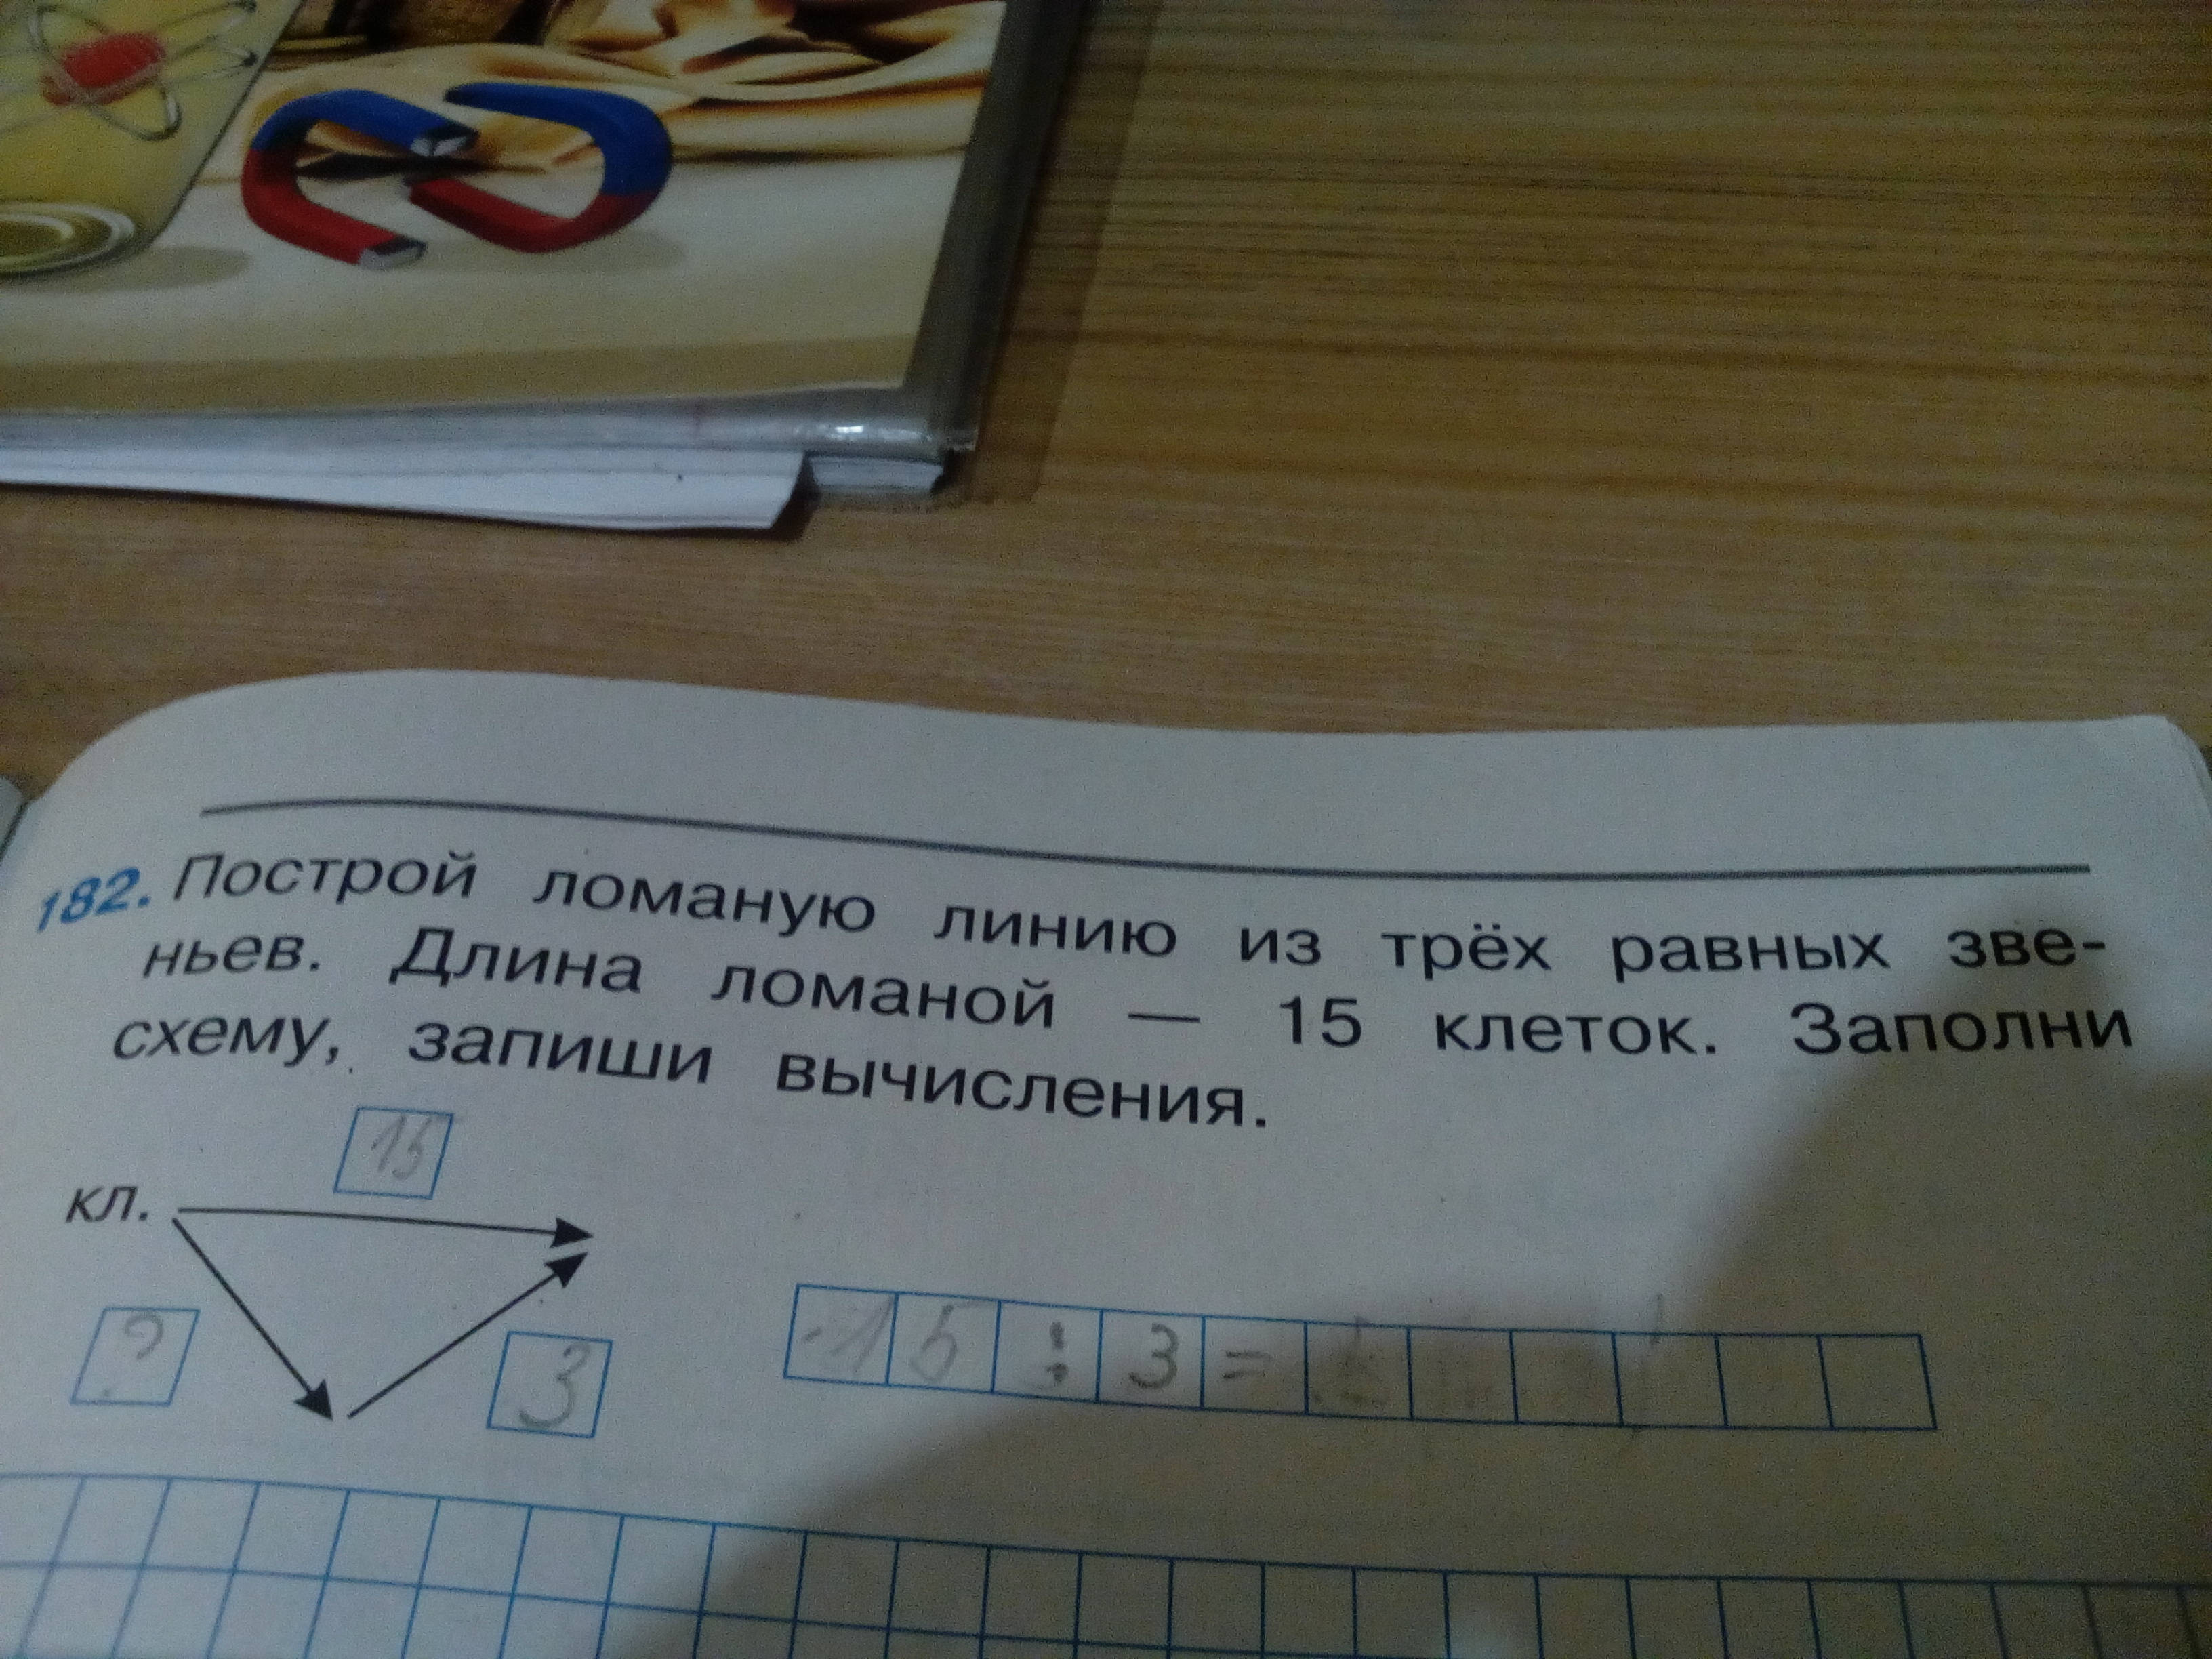 182. Построй ломаную линию из трёх равных зве-
ньев. Длина ломаной — 15 клеток. Заполни
схему, запиши вычисления.
15
кл.
? 3
15 : 3 =